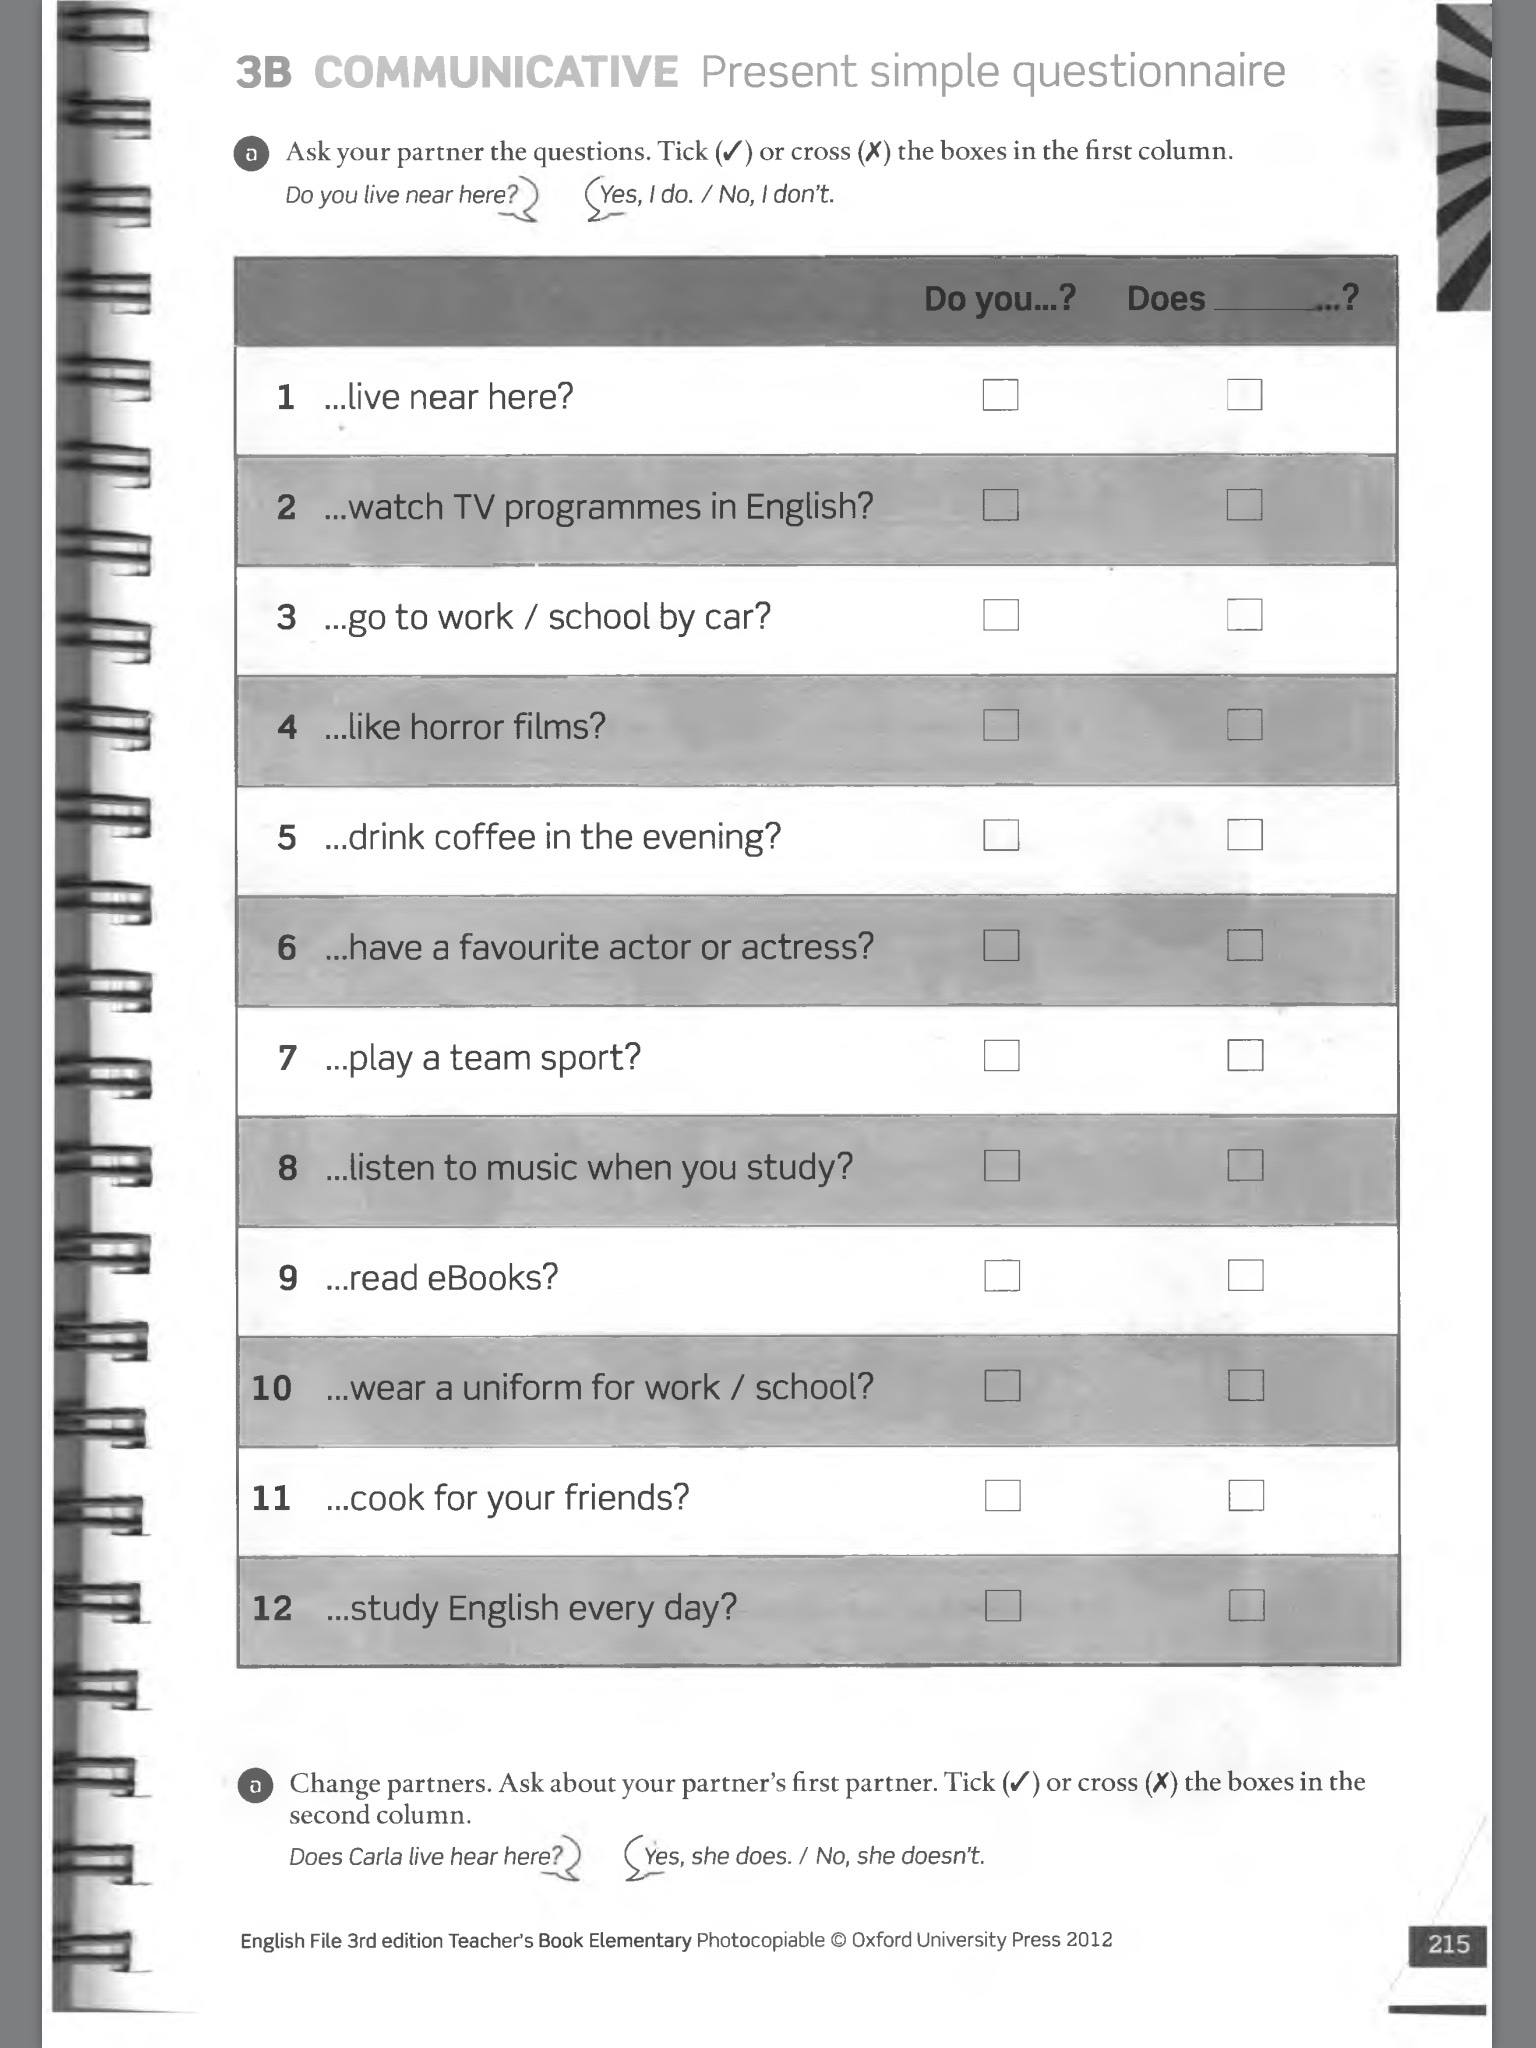 3B COMMUNICATIVE Present simple questionnaire
a Ask your partner the questions. Tick (✓) or cross (✗) the boxes in the first column.
Do you live near here? Yes, I do. / No, I don't.
Do you...? Does ________...?
1 ...live near here?
2 ...watch TV programmes in English?
3 ...go to work / school by car?
4 ...like horror films?
5 ...drink coffee in the evening?
6 ...have a favourite actor or actress?
7 ...play a team sport?
8 ...listen to music when you study?
9 ...read eBooks?
10 ...wear a uniform for work / school?
11 ...cook for your friends?
12 ...study English every day?
a Change partners. Ask about your partner's first partner. Tick (✓) or cross (✗) the boxes in the
second column.
Does Carla live hear here? Yes, she does. / No, she doesn't.
English File 3rd edition Teacher's Book Elementary Photocopiable © Oxford University Press 2012
215